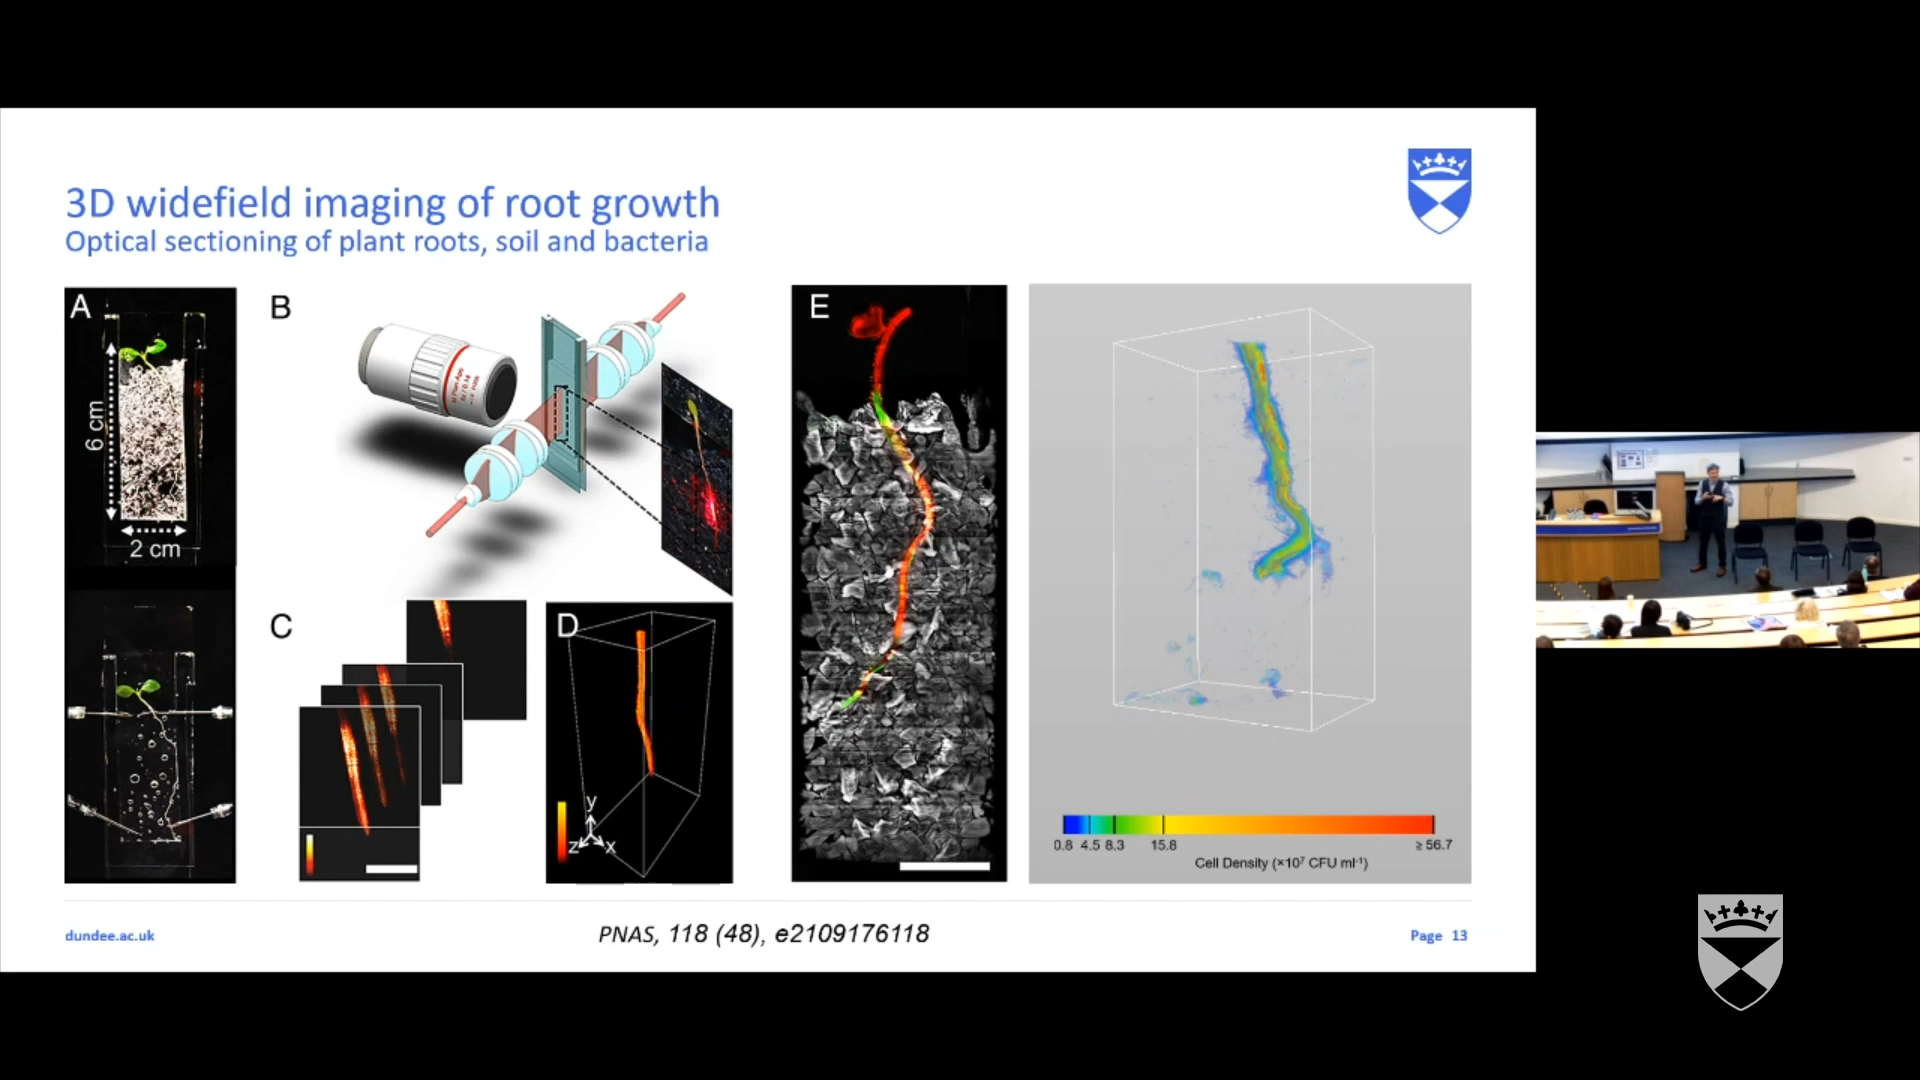 3D widefield imaging of root growth
Optical sectioning of plant roots, soil and bacteria
A
6 cm
2 cm
B
C
D
y
z
x
E
0.8 4.5 8.3 15.8 ≥ 56.7
Cell Density (×10⁷ CFU ml⁻¹)
dundee.ac.uk
PNAS, 118 (48), e2109176118
Page 13